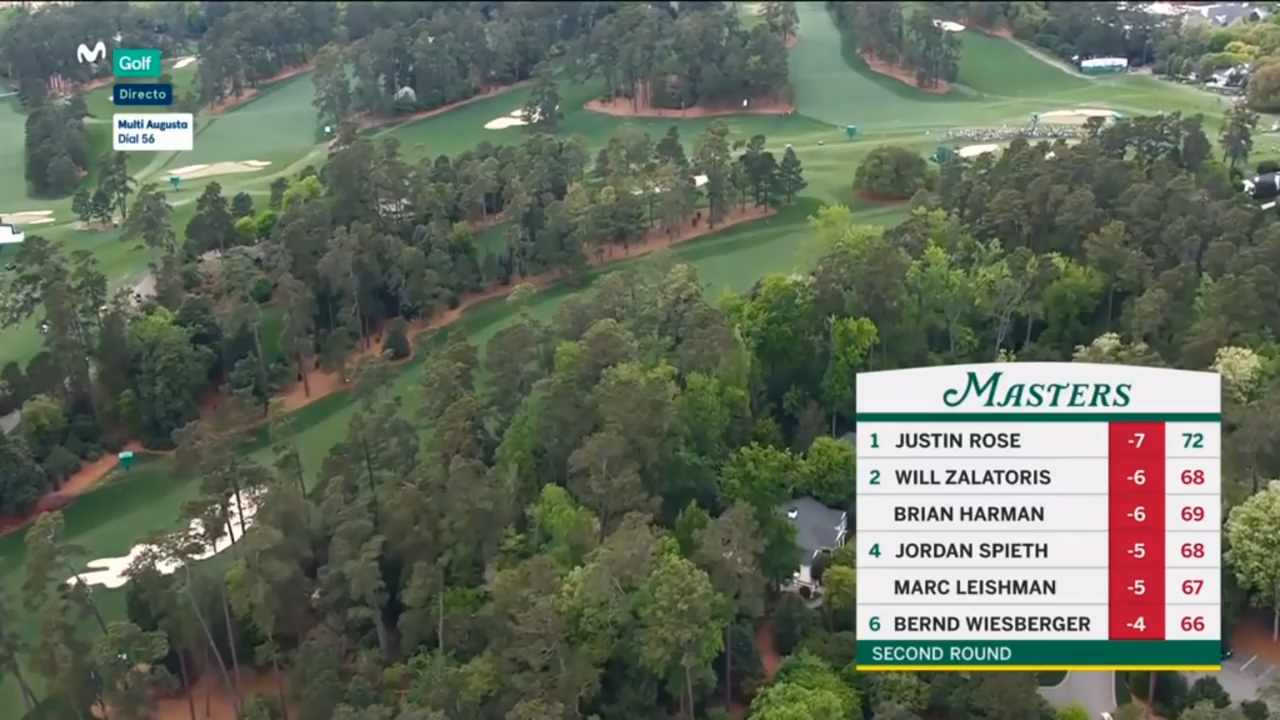 Golf
Directo
Multi Augusta
Dial 56
MASTERS
1 JUSTIN ROSE -7 72
2 WILL ZALATORIS -6 68
BRIAN HARMAN -6 69
4 JORDAN SPIETH -5 68
MARC LEISHMAN -5 67
6 BERND WIESBERGER -4 66
SECOND ROUND